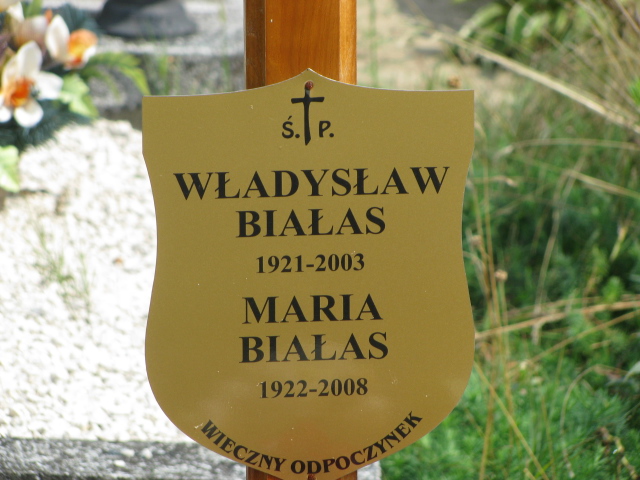 Ś. P.
WŁADYSŁAW
BIAŁAS
1921-2003
MARIA
BIAŁAS
1922-2008
WIECZNY ODPOCZYNEK